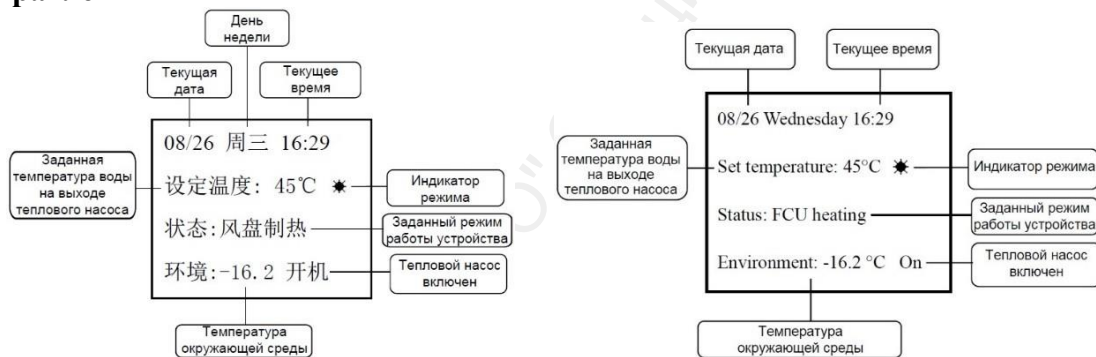 День
недели
Текущая
дата
Текущее
время
08/26 周三 16:29
Заданная
температура воды
на выходе
теплового насоса
设定温度: 45℃ ☀
Индикатор
режима
状态:风盘制热
Заданный режим
работы устройства
环境:-16.2 开机
Тепловой насос
включен
Температура
окружающей среды
Текущая дата
Текущее время
08/26 Wednesday 16:29
Заданная
температура воды
на выходе
теплового насоса
Set temperature: 45°C ☀
Индикатор режима
Status: FCU heating
Заданный режим
работы устройства
Environment: -16.2 °C On
Тепловой насос
включен
Температура
окружающей среды